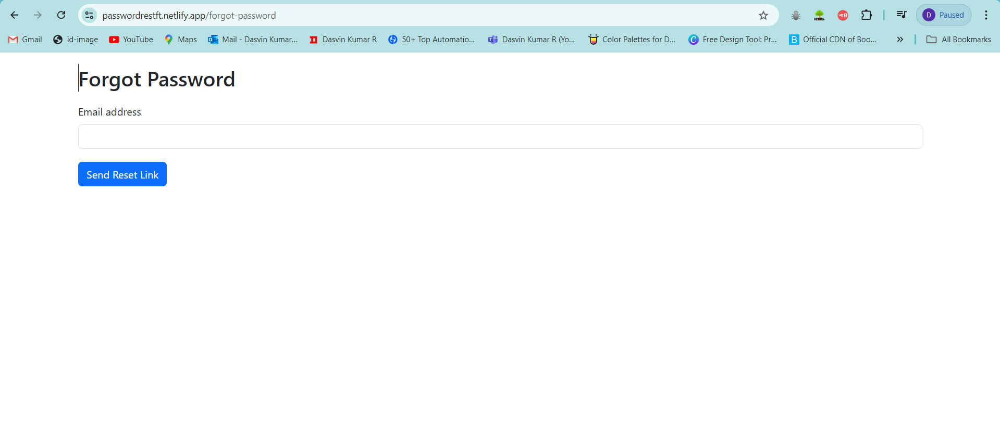 passwordrestft.netlify.app/forgot-password
D Paused
Gmail id-image YouTube Maps Mail - Dasvin Kumar... Dasvin Kumar R 50+ Top Automatio... Dasvin Kumar R (Yo... Color Palettes for D... Free Design Tool: Pr... B Official CDN of Boo... » All Bookmarks
Forgot Password
Email address
Send Reset Link